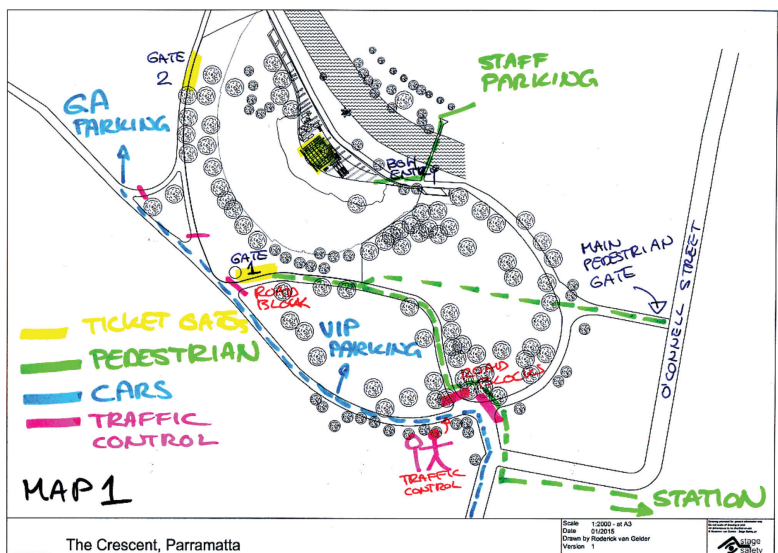 GATE
2
STAFF
PARKING
GA
PARKING
BOH
ENTRY
MAIN
PEDESTRIAN
GATE
O'CONNELL STREET
GATE
1
ROAD
BLOCK
TICKET GATES
PEDESTRIAN
CARS
TRAFFIC
CONTROL
VIP
PARKING
ROAD
BLOCKS
TRAFFIC
CONTROL
MAP 1
STATION
The Crescent, Parramatta
Scale 1:2000 - at A3
Date 01/2015
Drawn by Roderick van Gelder
Version 1
stage
safety